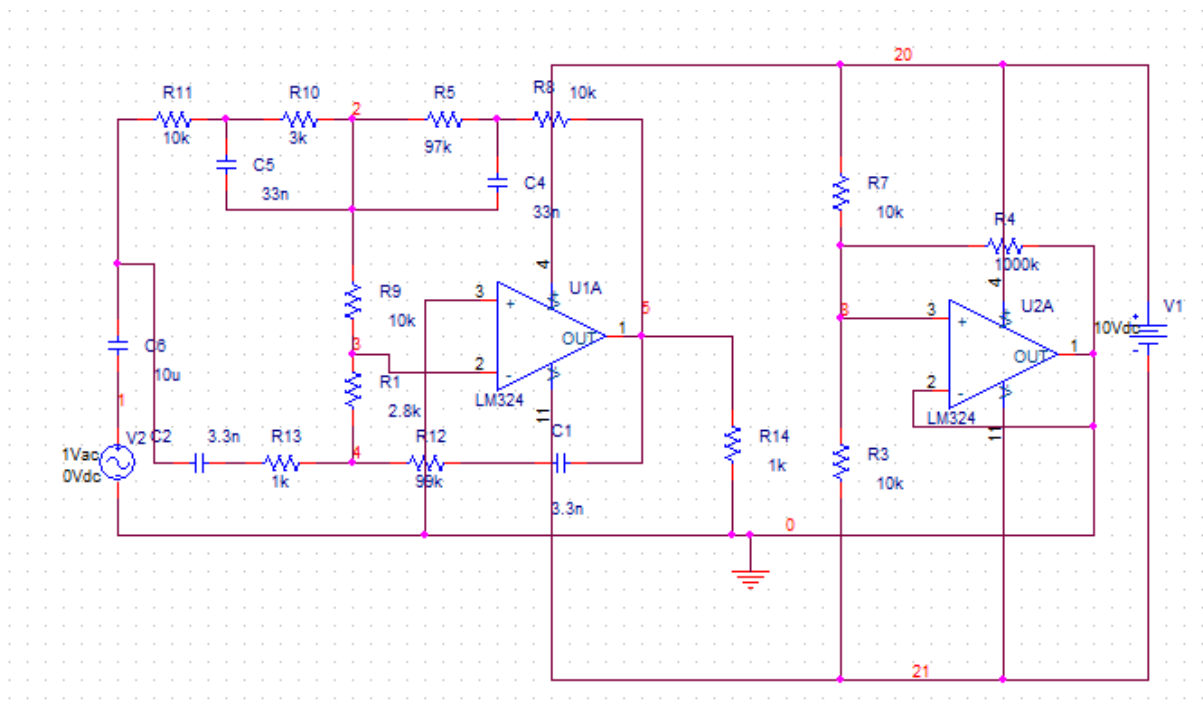 20
R11
R10
2
R5
R8
10k
10k
3k
97k
C5
33n
C4
33n
R7
10k
R4
1000k
4
4
R9
10k
3
+
U1A
5
OUT
1
2
-
LM324
11
8
3
+
U2A
OUT
1
2
-
LM324
11
10Vdc
V1
+
-
C6
10u
1
3
R1
2.8k
V2
1Vac
0Vdc
C2
3.3n
R13
1k
4
R12
99k
C1
3.3n
R14
1k
R3
10k
0
21